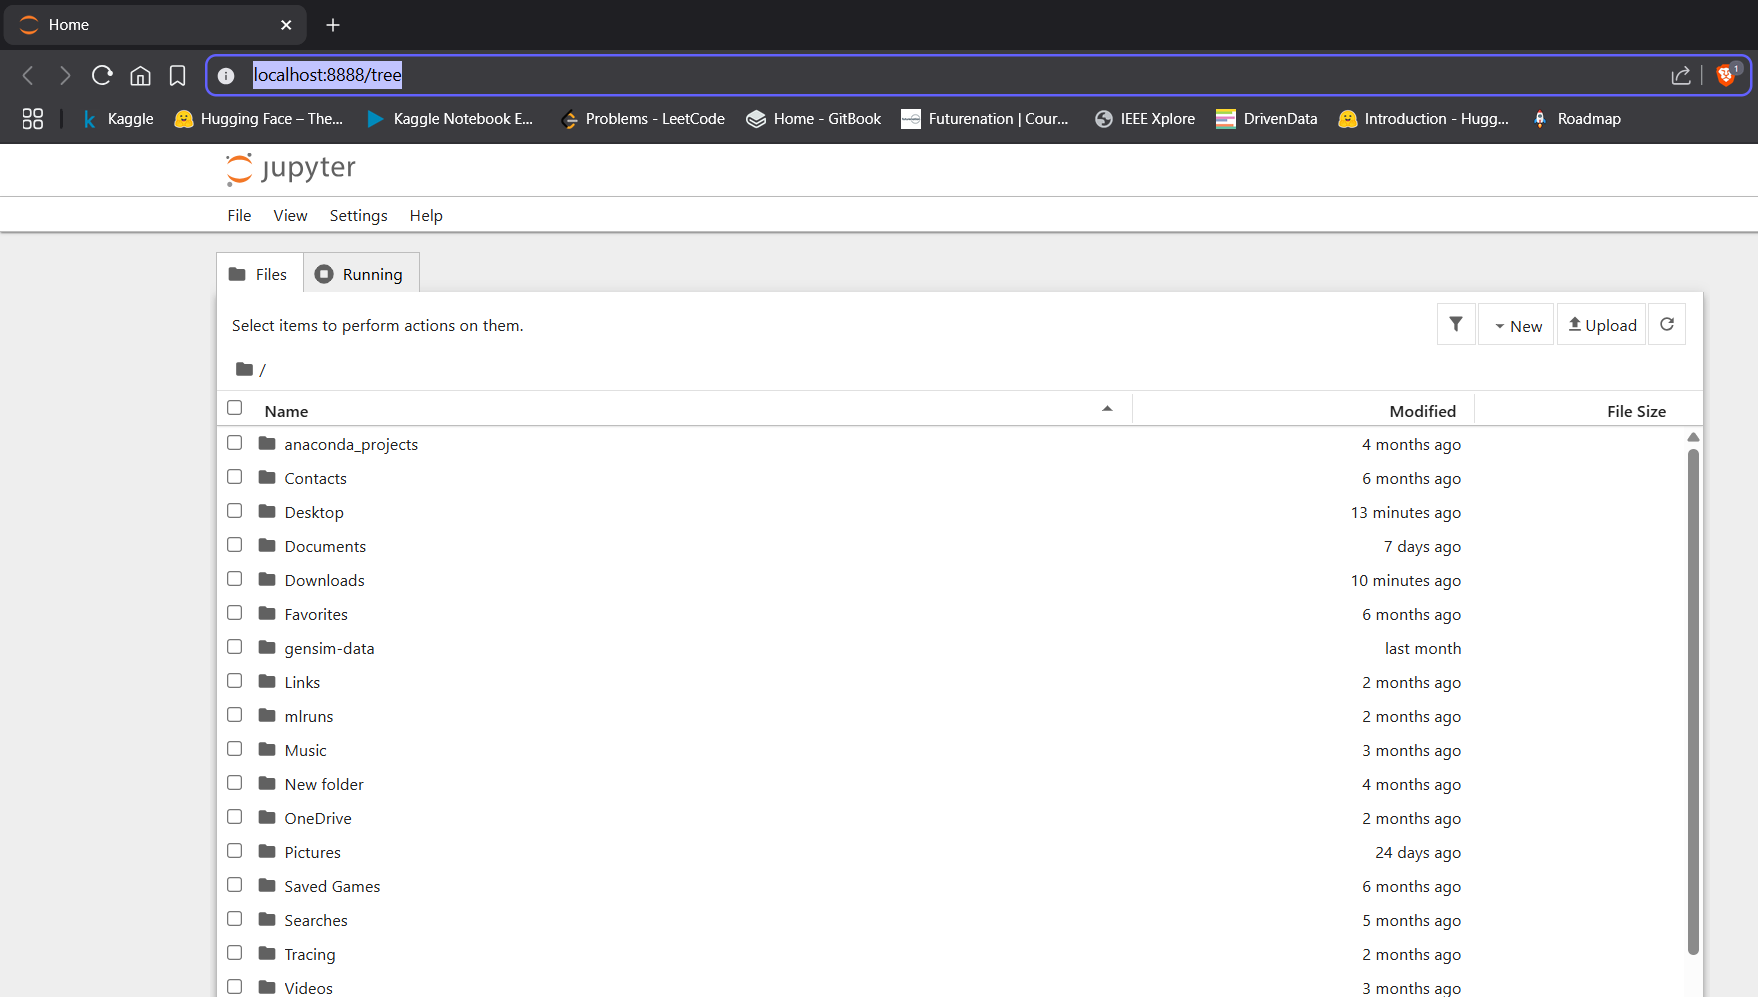 Home
localhost:8888/tree
1
Kaggle Hugging Face – The... Kaggle Notebook E... Problems - LeetCode Home - GitBook Futurenation | Cour... IEEE Xplore DrivenData Introduction - Hugg... Roadmap
jupyter
File View Settings Help
Files Running
Select items to perform actions on them.
New Upload
/
Name Modified File Size
anaconda_projects 4 months ago
Contacts 6 months ago
Desktop 13 minutes ago
Documents 7 days ago
Downloads 10 minutes ago
Favorites 6 months ago
gensim-data last month
Links 2 months ago
mlruns 2 months ago
Music 3 months ago
New folder 4 months ago
OneDrive 2 months ago
Pictures 24 days ago
Saved Games 6 months ago
Searches 5 months ago
Tracing 2 months ago
Videos 3 months ago